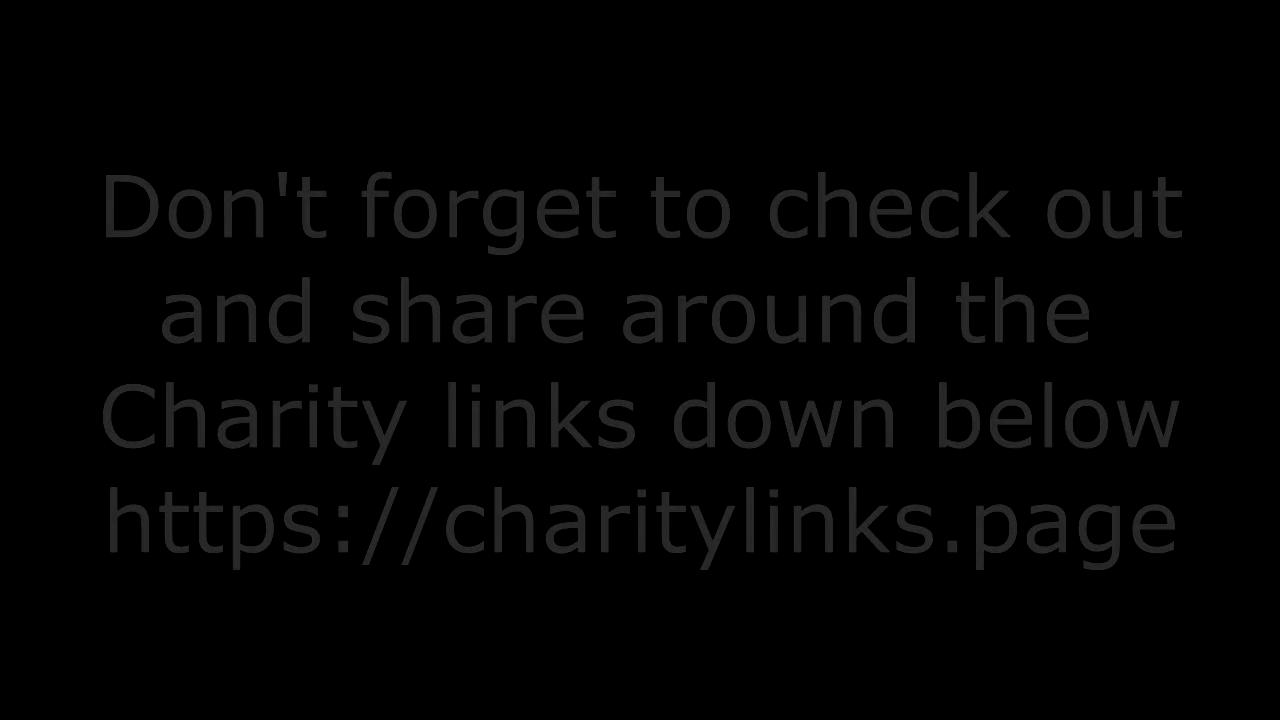 Don't forget to check out
and share around the
Charity links down below
https://charitylinks.page